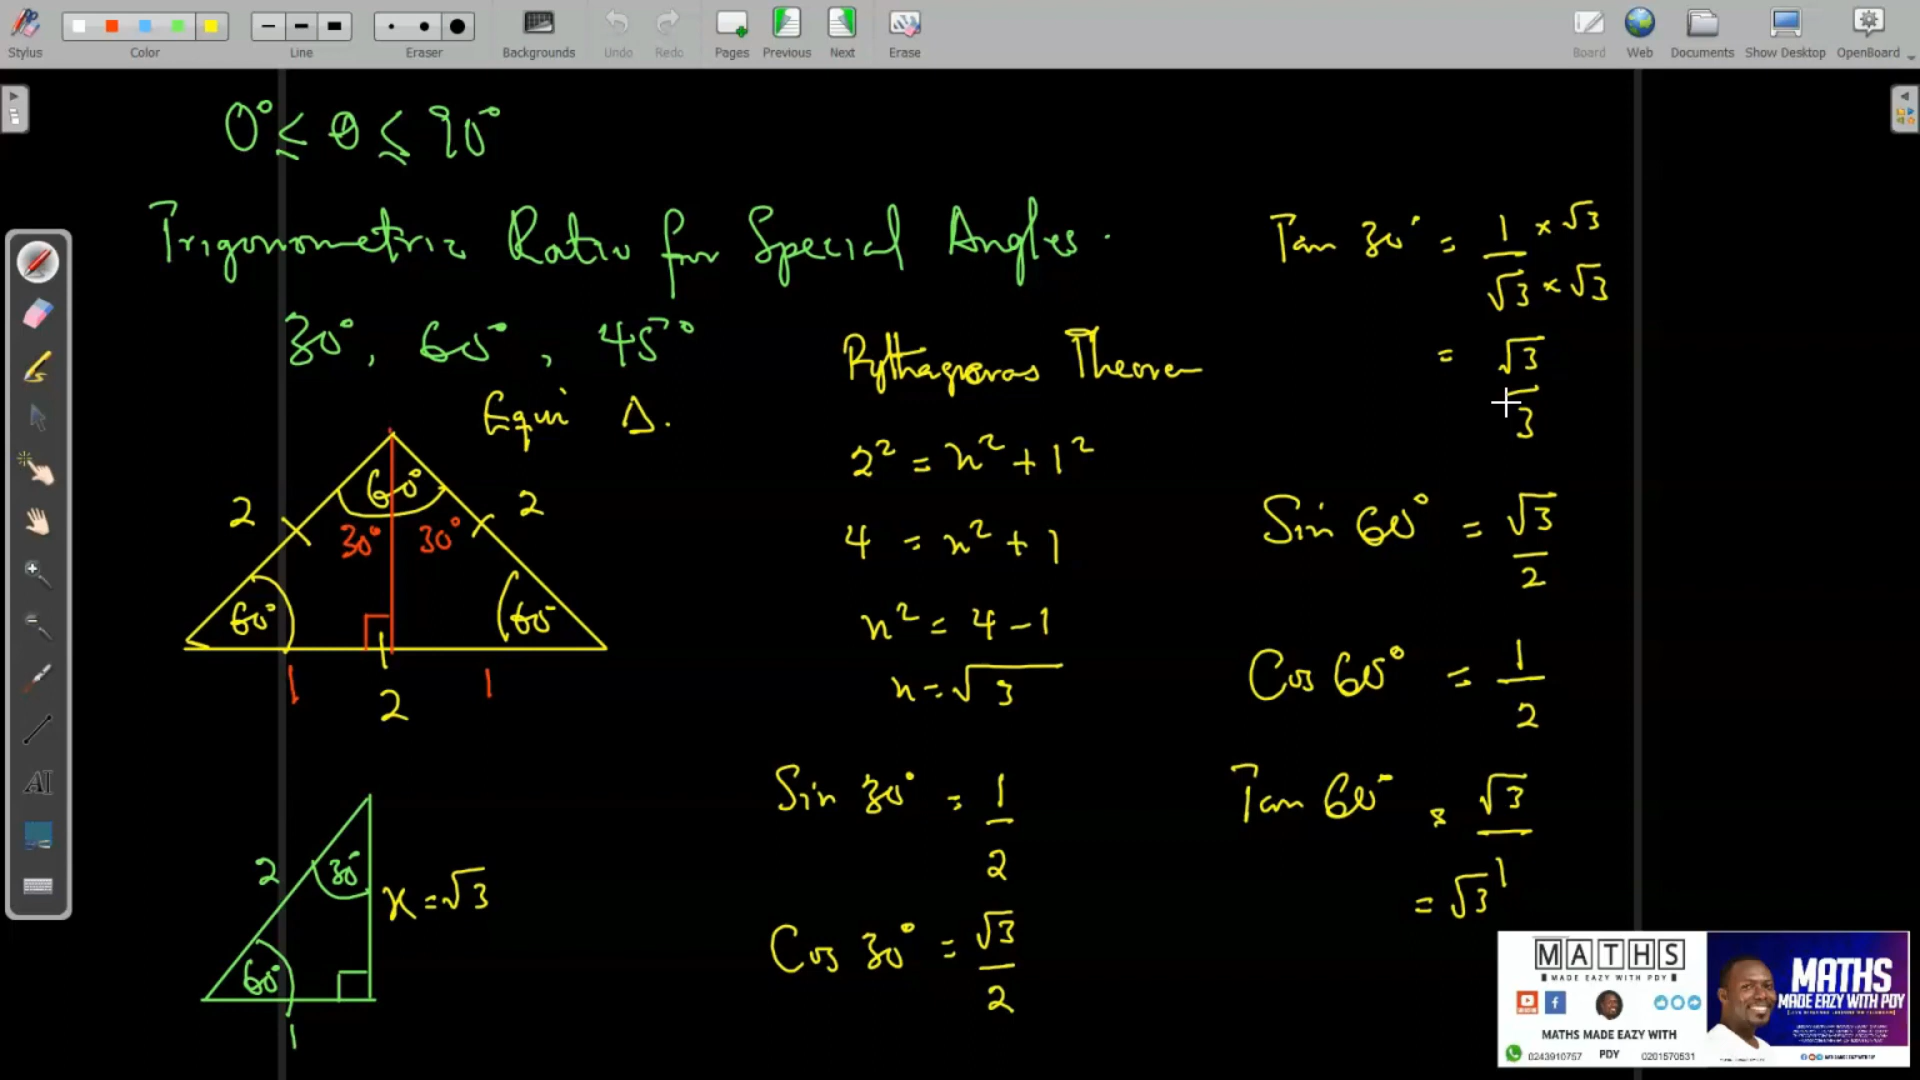 Stylus
Color
Line
Eraser
Backgrounds
Undo
Redo
Pages
Previous
Next
Erase
Board
Web
Documents
Show Desktop
OpenBoard
0° ≤ θ ≤ 90°
Trigonometric Ratio for Special Angles.
30°, 60°, 45°
Equi Δ.
60°
2
2
30°
30°
60°
60°
1
1
2
2
30°
x = √3
60°
1
Pythagoras Theorem
2² = x² + 1²
4 = x² + 1
x² = 4 - 1
x = √3
Sin 30° = 1/2
Cos 30° = √3/2
Tan 30° = 1 × √3
√3 × √3
= √3/3
Sin 60° = √3/2
Cos 60° = 1/2
Tan 60° = √3/1
= √3
AI
MATHS
MADE EAZY WITH PDY
MATHS MADE EAZY WITH
PDY
0243910757
0201570531
MATHS
MADE EAZY WITH PDY